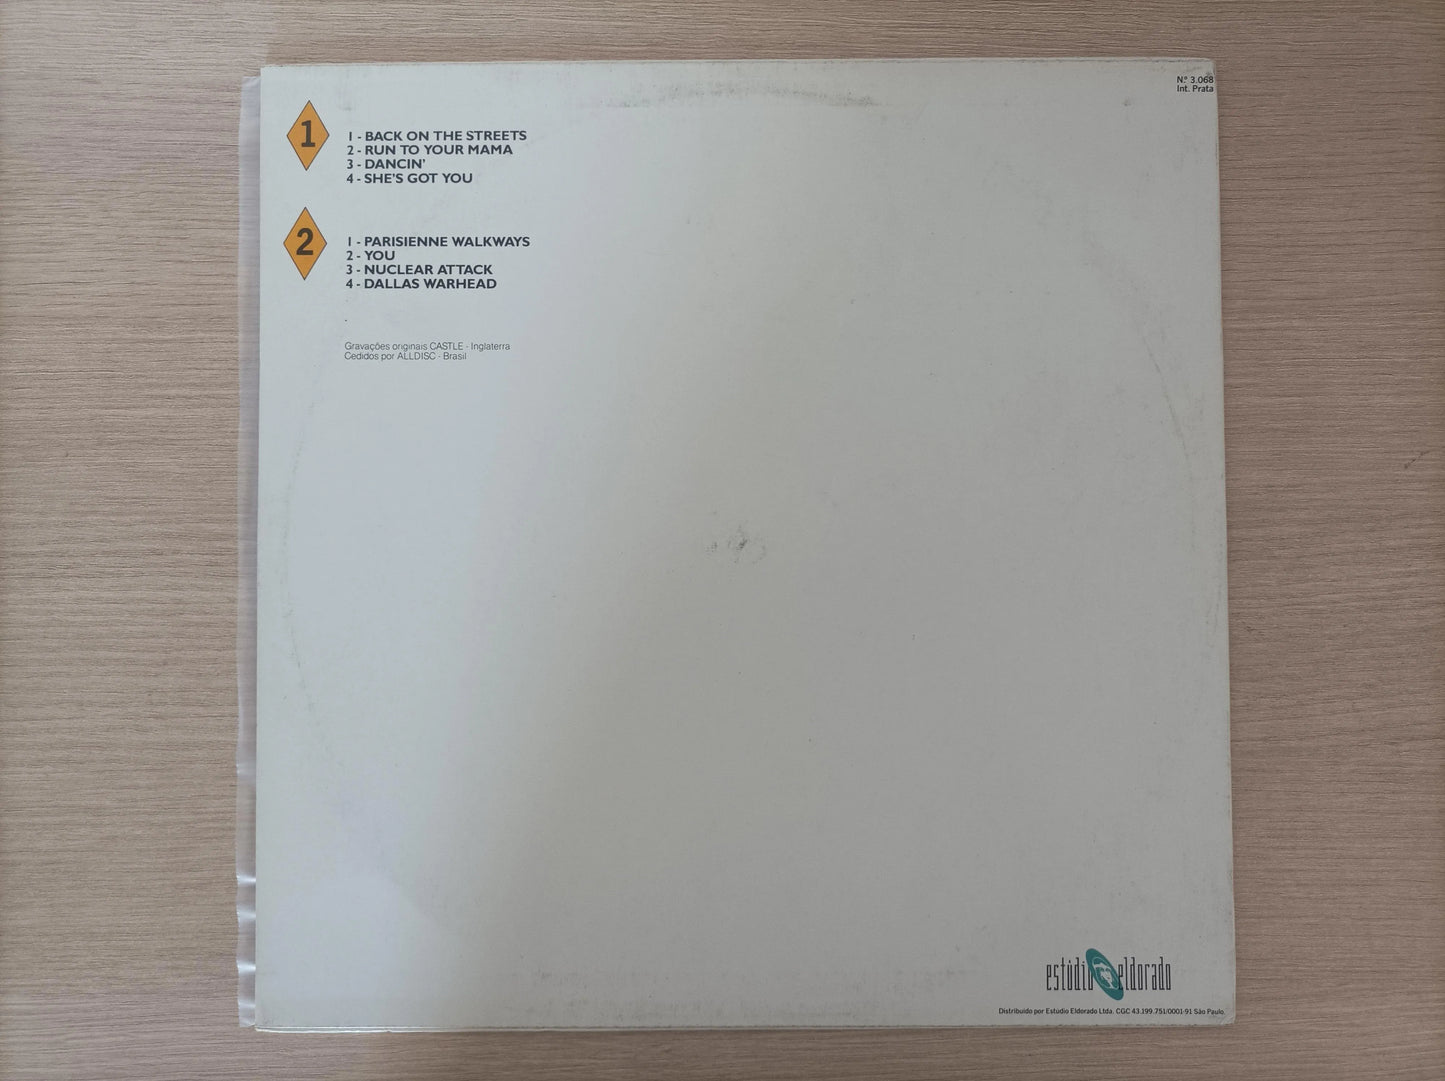 Nº 3.068
Int. Prata
1
1 - BACK ON THE STREETS
2 - RUN TO YOUR MAMA
3 - DANCIN'
4 - SHE'S GOT YOU
2
1 - PARISIENNE WALKWAYS
2 - YOU
3 - NUCLEAR ATTACK
4 - DALLAS WARHEAD
Gravações originais CASTLE - Inglaterra
Cedidos por ALLDISC - Brasil
estúdio eldorado
Distribuido por Estúdio Eldorado Ltda. CGC 43.199.751/0001-91 São Paulo.